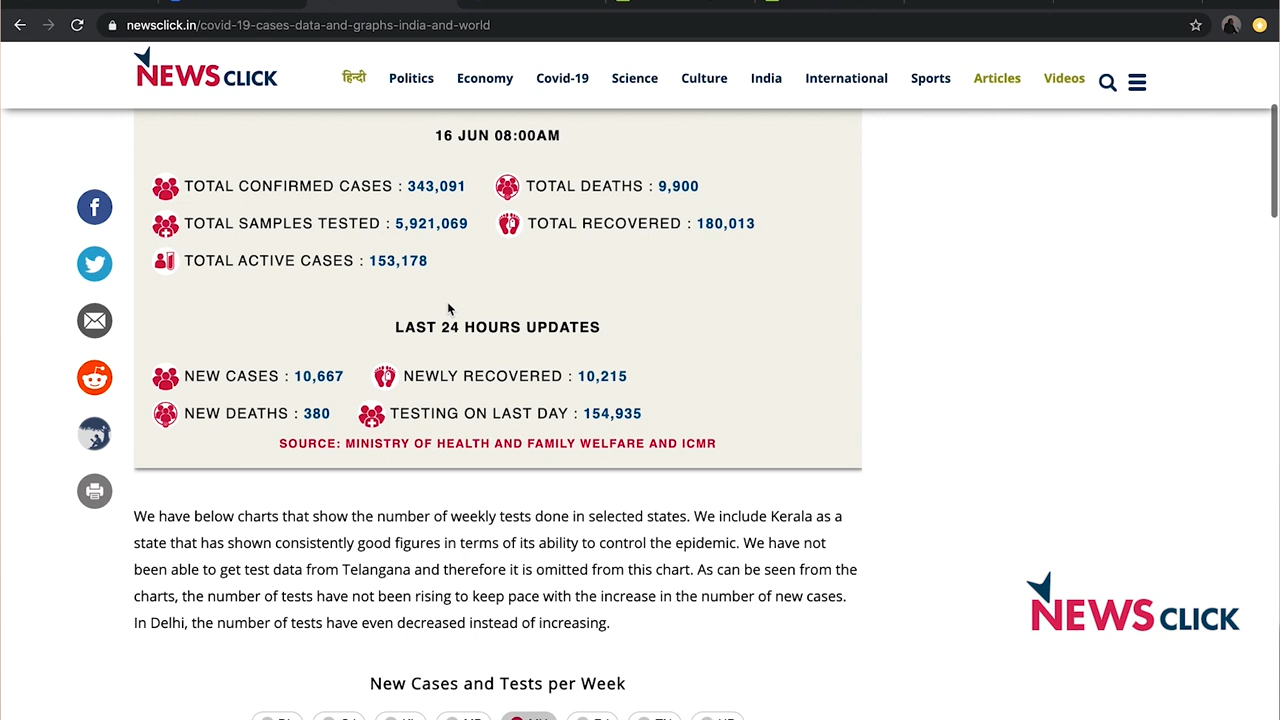 newsclick.in/covid-19-cases-data-and-graphs-india-and-world
NEWS CLICK
हिन्दी Politics Economy Covid-19 Science Culture India International Sports Articles Videos
16 JUN 08:00AM
TOTAL CONFIRMED CASES : 343,091 TOTAL DEATHS : 9,900
TOTAL SAMPLES TESTED : 5,921,069 TOTAL RECOVERED : 180,013
TOTAL ACTIVE CASES : 153,178
LAST 24 HOURS UPDATES
NEW CASES : 10,667 NEWLY RECOVERED : 10,215
NEW DEATHS : 380 TESTING ON LAST DAY : 154,935
SOURCE: MINISTRY OF HEALTH AND FAMILY WELFARE AND ICMR
We have below charts that show the number of weekly tests done in selected states. We include Kerala as a
state that has shown consistently good figures in terms of its ability to control the epidemic. We have not
been able to get test data from Telangana and therefore it is omitted from this chart. As can be seen from the
charts, the number of tests have not been rising to keep pace with the increase in the number of new cases.
In Delhi, the number of tests have even decreased instead of increasing.
NEWS CLICK
New Cases and Tests per Week